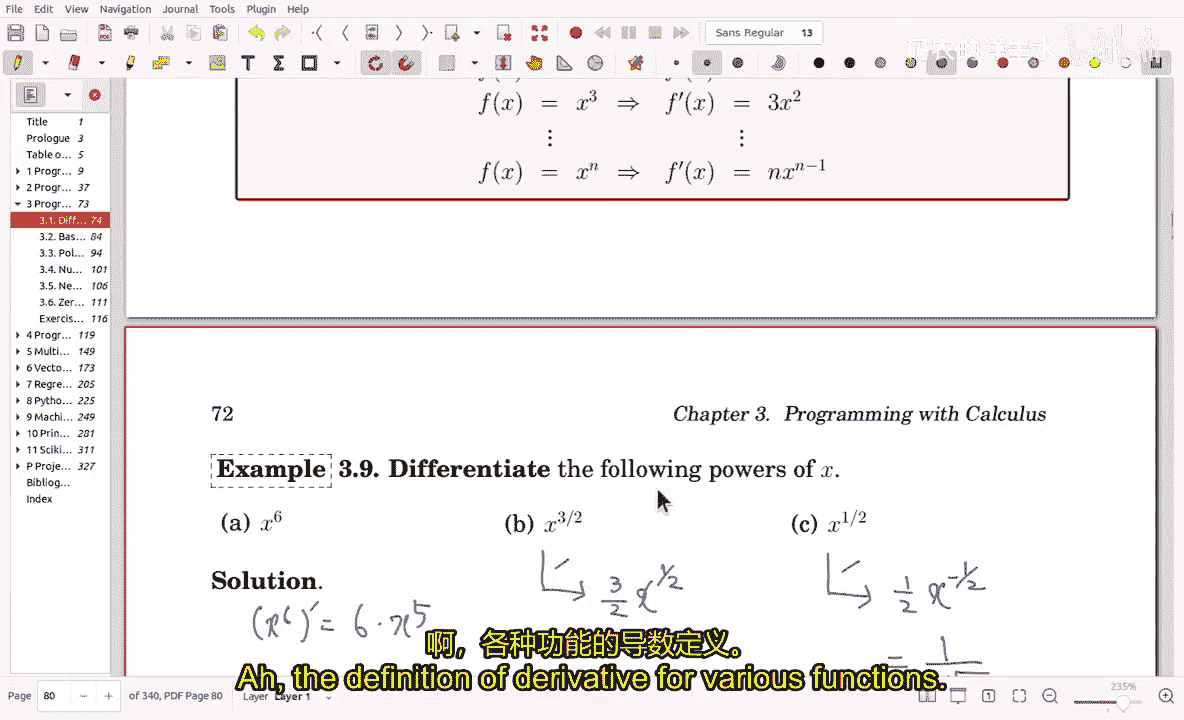 File Edit View Navigation Journal Tools Plugin Help
Sans Regular 13
Title 1
Prologue 3
Table o... 5
1 Progr... 9
2 Progr... 37
3 Progr... 73
3.1. Diff... 74
3.2. Bas... 84
3.3. Pol... 94
3.4. Nu... 101
3.5. Ne... 106
3.6. Zer... 111
Exercis... 116
4 Progr... 119
5 Multi... 149
6 Vecto... 173
7 Regre... 205
8 Pytho... 225
9 Machi... 249
10 Prin... 281
11 Sciki... 311
P Proje... 327
Bibliog...
Index
f(x) = x³ ⇒ f′(x) = 3x²
⋮ ⋮
f(x) = xⁿ ⇒ f′(x) = nxⁿ⁻¹
72 Chapter 3. Programming with Calculus
Example 3.9. Differentiate the following powers of x.
(a) x⁶ (b) x^{3/2} (c) x^{1/2}
Solution.
3/2 x^{1/2} 1/2 x^{-1/2}
(x⁶)′ = 6·x⁵
啊，各种功能的导数定义。
Ah, the definition of derivative for various functions.
Page 80 of 340, PDF Page 80 Layer Layer 1 235%